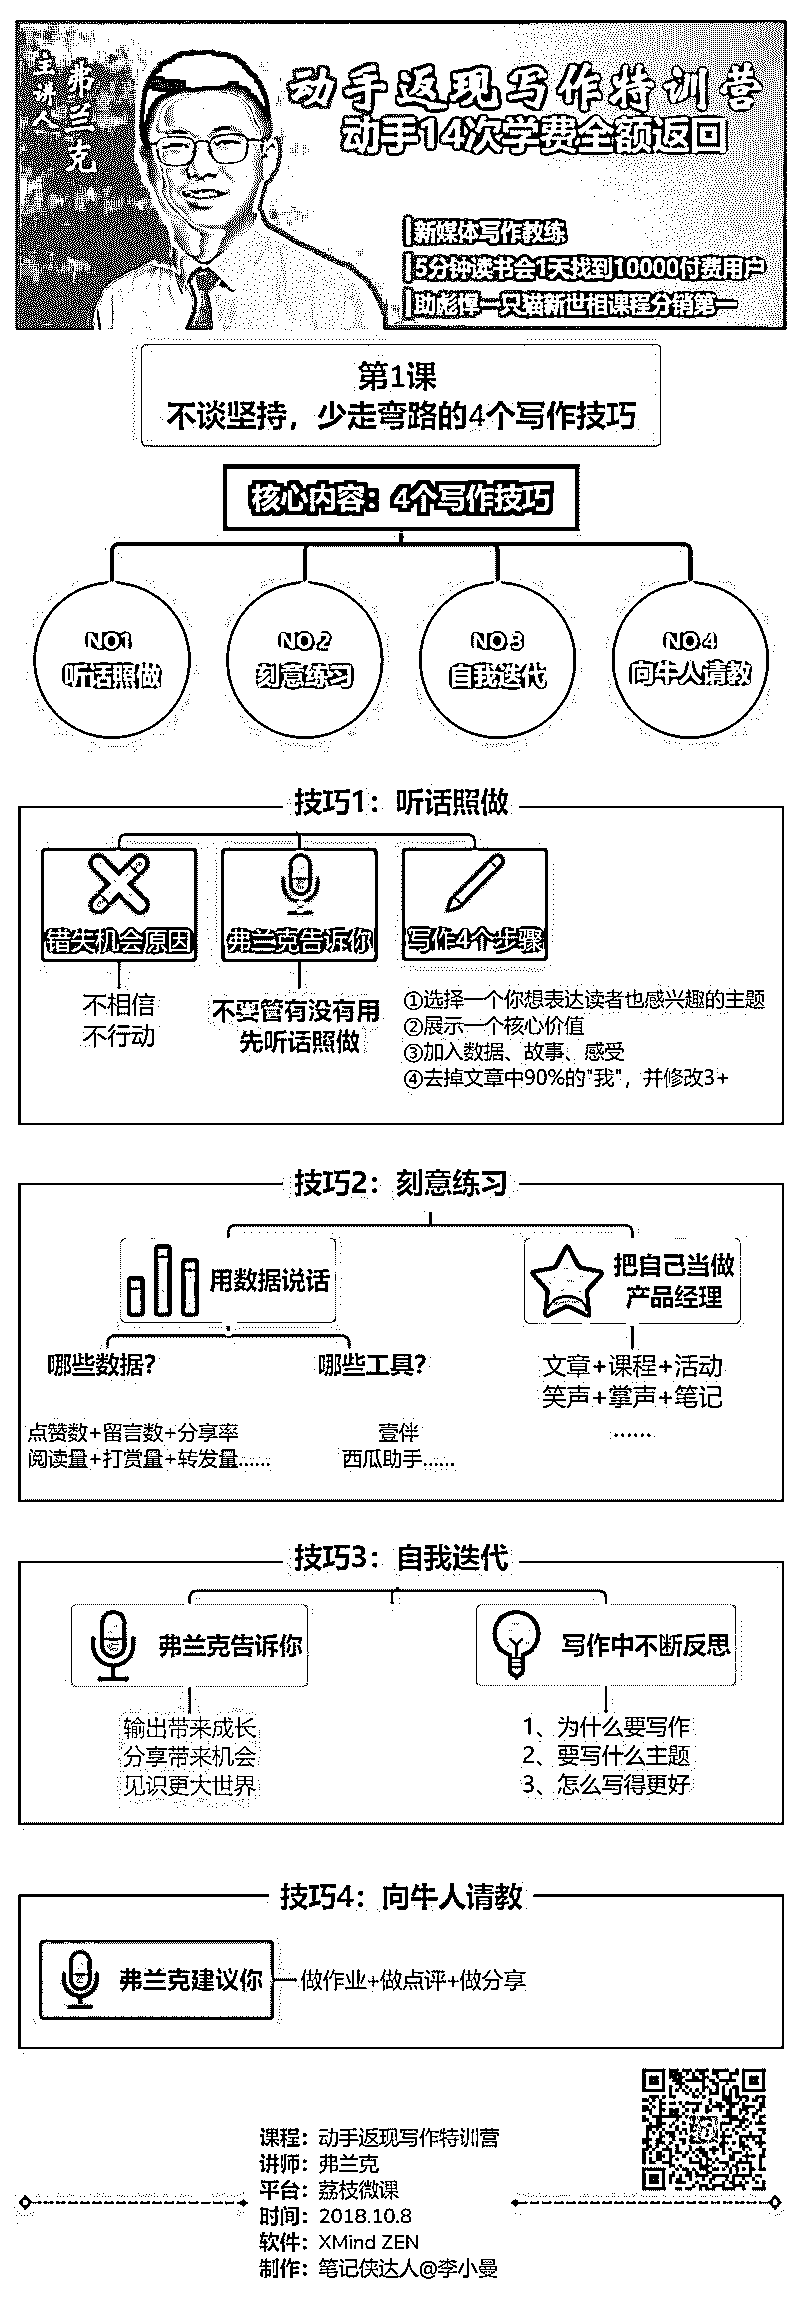 主讲人
弗兰克
动手返现写作特训营
动手14次学费全额返回
新媒体写作教练
5分钟读书会1天找到10000付费用户
助彪悍一只猫新世相课程分销第一
第1课
不谈坚持，少走弯路的4个写作技巧
核心内容：4个写作技巧
NO1
听话照做
NO.2
刻意练习
NO.3
自我迭代
NO.4
向牛人请教
技巧1：听话照做
错失机会原因
不相信
不行动
弗兰克告诉你
不要管有没有用
先听话照做
写作4个步骤
①选择一个你想表达读者也感兴趣的主题
②展示一个核心价值
③加入数据、故事、感受
④去掉文章中90%的"我"，并修改3+
技巧2：刻意练习
用数据说话
哪些数据？
点赞数+留言数+分享率
阅读量+打赏量+转发量......
哪些工具？
壹伴
西瓜助手......
把自己当做
产品经理
文章+课程+活动
笑声+掌声+笔记
......
技巧3：自我迭代
弗兰克告诉你
输出带来成长
分享带来机会
见识更大世界
写作中不断反思
1、为什么要写作
2、要写什么主题
3、怎么写得更好
技巧4：向牛人请教
弗兰克建议你
做作业+做点评+做分享
课程：动手返现写作特训营
讲师：弗兰克
平台：荔枝微课
时间：2018.10.8
软件：XMind ZEN
制作：笔记侠达人@李小曼